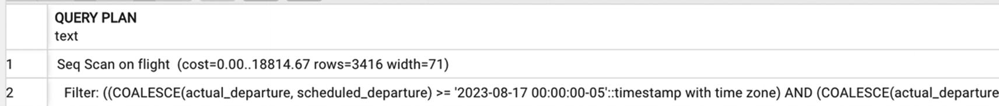 QUERY PLAN
text
1 Seq Scan on flight (cost=0.00..18814.67 rows=3416 width=71)
2 Filter: ((COALESCE(actual_departure, scheduled_departure) >= '2023-08-17 00:00:00-05'::timestamp with time zone) AND (COALESCE(actual_departure